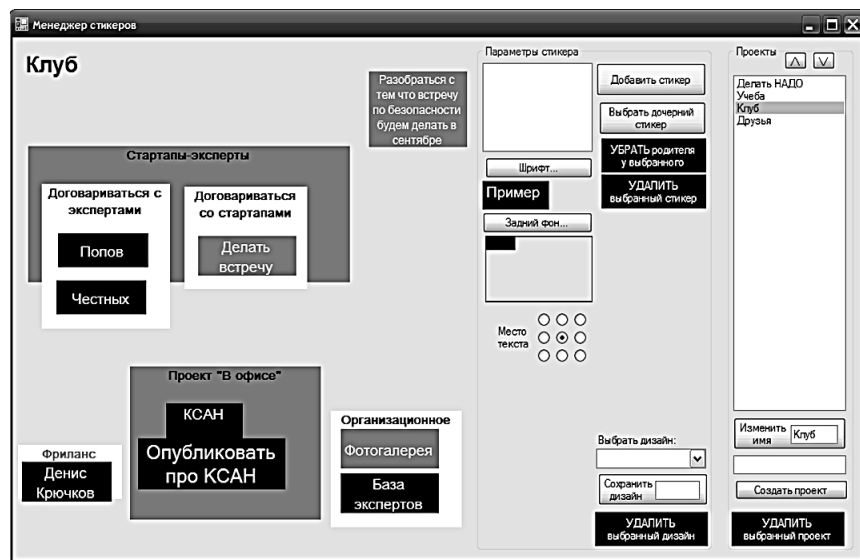 Менеджер стикеров
Клуб
Разобраться с
тем что встречу
по безопасности
будем делать в
сентябре
Стартапы-эксперты
Договариваться с
экспертами
Попов
Честных
Договариваться
со стартапами
Делать
встречу
Проект "В офисе"
КСАН
Опубликовать
про КСАН
Фриланс
Денис
Крючков
Организационное
Фотогалерея
База
экспертов
Параметры стикера
Добавить стикер
Выбрать дочерний
стикер
УБРАТЬ родителя
у выбранного
УДАЛИТЬ
выбранный стикер
Шрифт...
Пример
Задний фон...
Место
текста
Выбрать дизайн:
Сохранить
дизайн
УДАЛИТЬ
выбранный дизайн
Проекты
Делать НАДО
Учеба
Клуб
Друзья
Изменить
имя
Клуб
Создать проект
УДАЛИТЬ
выбранный проект